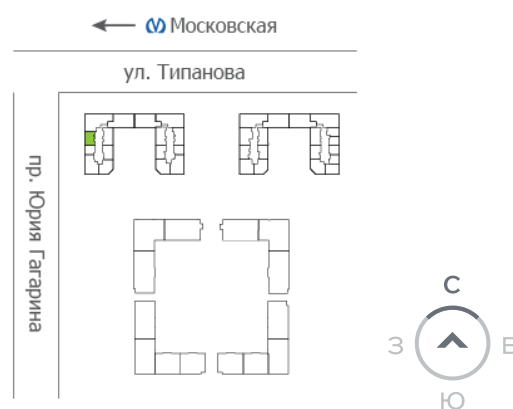 Московская
ул. Типанова
пр. Юрия Гагарина
С
З
В
Ю